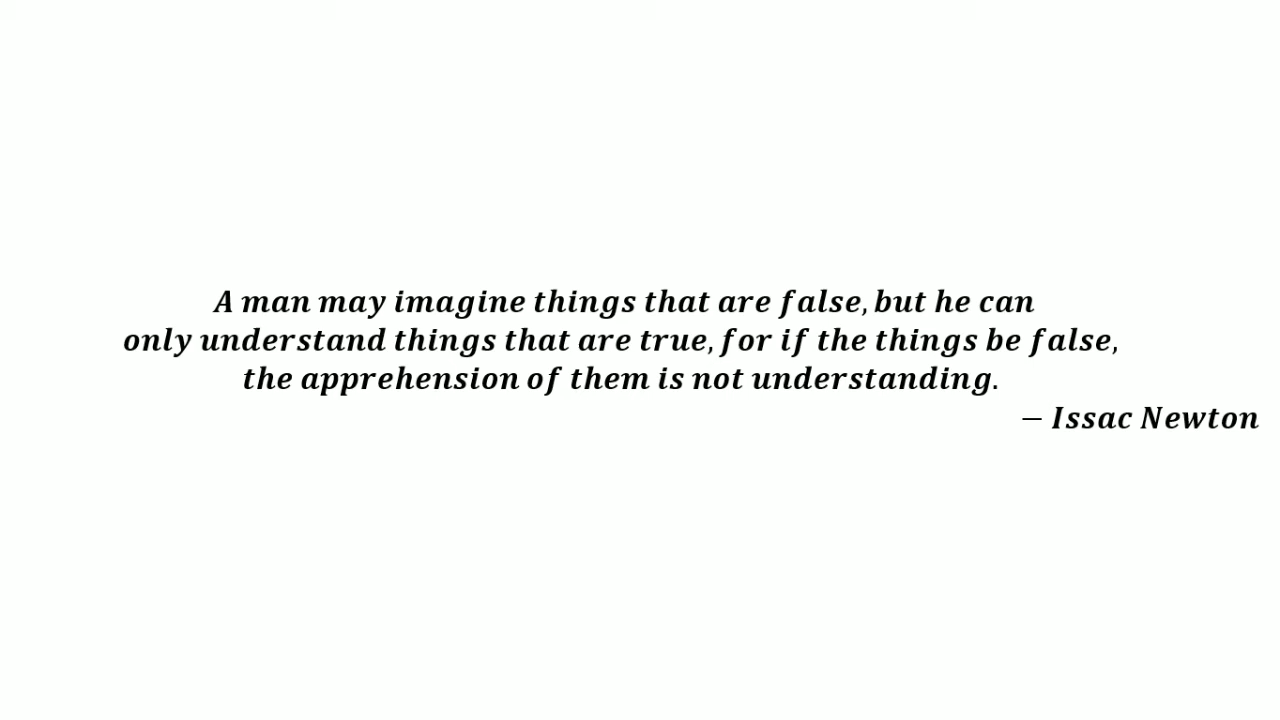 A man may imagine things that are false, but he can
only understand things that are true, for if the things be false,
the apprehension of them is not understanding.
– Issac Newton